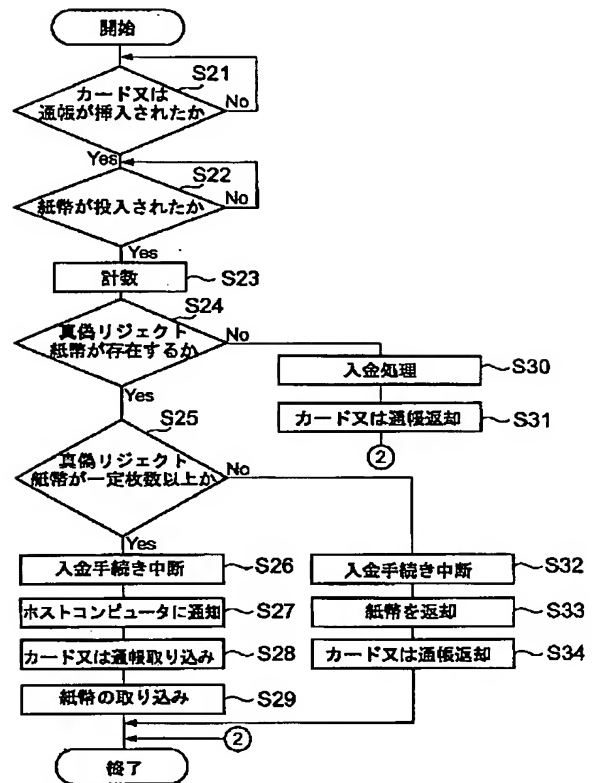 開始
S21
カード又は
通帳が挿入されたか
No
Yes
S22
紙幣が投入されたか
No
Yes
計数
S23
S24
真偽リジェクト
紙幣が存在するか
No
Yes
入金処理
S30
カード又は通帳返却
S31
②
S25
真偽リジェクト
紙幣が一定枚数以上か
No
Yes
入金手続き中断
S26
ホストコンピュータに通知
S27
カード又は通帳取り込み
S28
紙幣の取り込み
S29
入金手続き中断
S32
紙幣を返却
S33
カード又は通帳返却
S34
②
終了